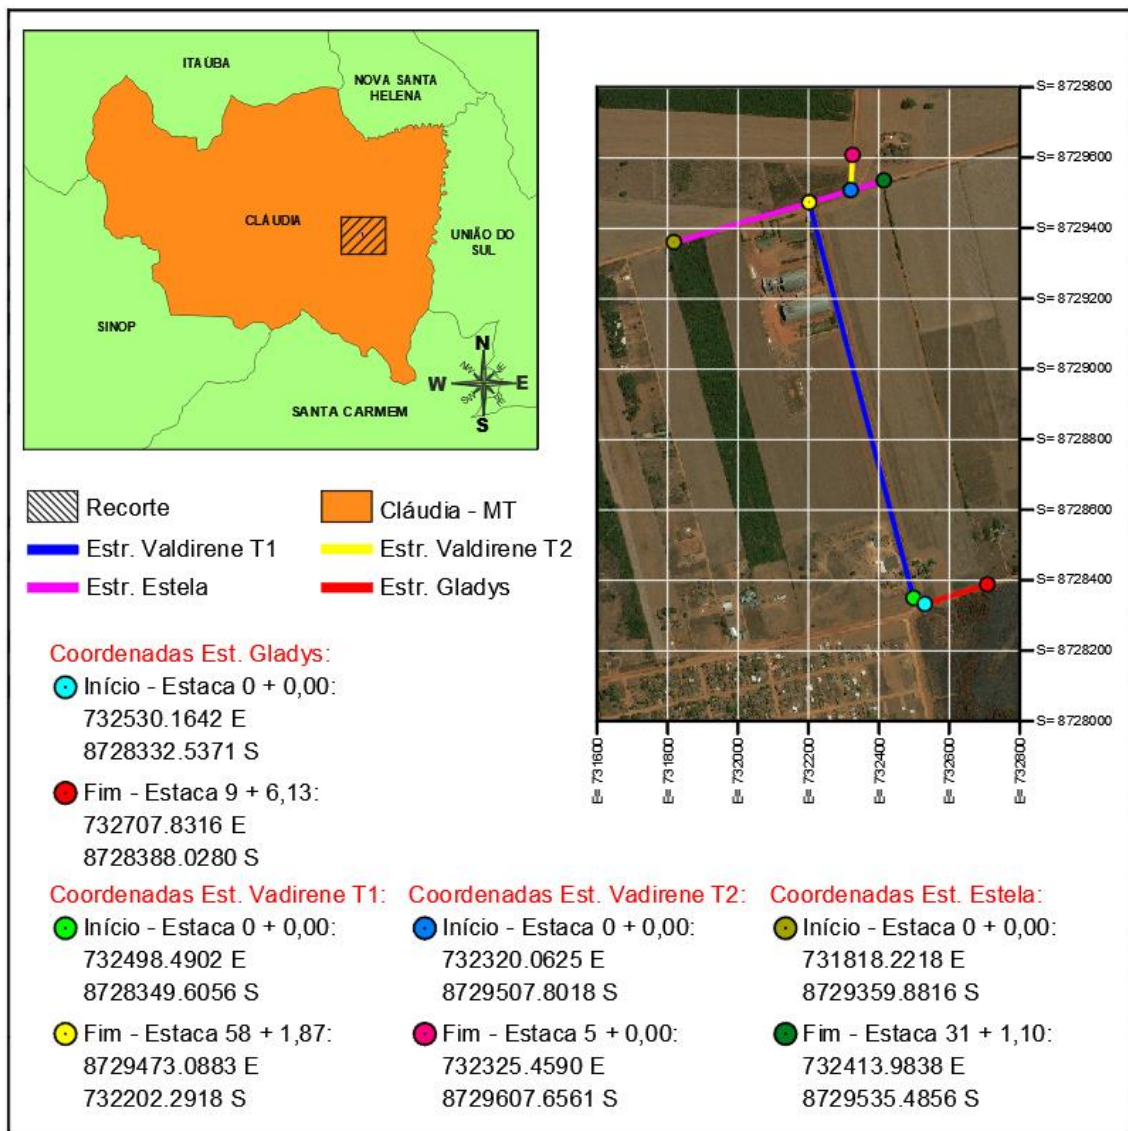 ITAÚBA
NOVA SANTA
HELENA
CLÁUDIA
UNIÃO DO
SUL
SINOP
SANTA CARMEM
N
NW
NE
W
E
SW
SE
S
Recorte
Cláudia - MT
Estr. Valdirene T1
Estr. Valdirene T2
Estr. Estela
Estr. Gladys
S= 8729800
S= 8729600
S= 8729400
S= 8729200
S= 8729000
S= 8728800
S= 8728600
S= 8728400
S= 8728200
S= 8728000
E= 731600
E= 731800
E= 732000
E= 732200
E= 732400
E= 732600
E= 732800
Coordenadas Est. Gladys:
Início - Estaca 0 + 0,00:
732530.1642 E
8728332.5371 S
Fim - Estaca 9 + 6,13:
732707.8316 E
8728388.0280 S
Coordenadas Est. Vadirene T1:
Início - Estaca 0 + 0,00:
732498.4902 E
8728349.6056 S
Fim - Estaca 58 + 1,87:
8729473.0883 E
732202.2918 S
Coordenadas Est. Vadirene T2:
Início - Estaca 0 + 0,00:
732320.0625 E
8729507.8018 S
Fim - Estaca 5 + 0,00:
732325.4590 E
8729607.6561 S
Coordenadas Est. Estela:
Início - Estaca 0 + 0,00:
731818.2218 E
8729359.8816 S
Fim - Estaca 31 + 1,10:
732413.9838 E
8729535.4856 S